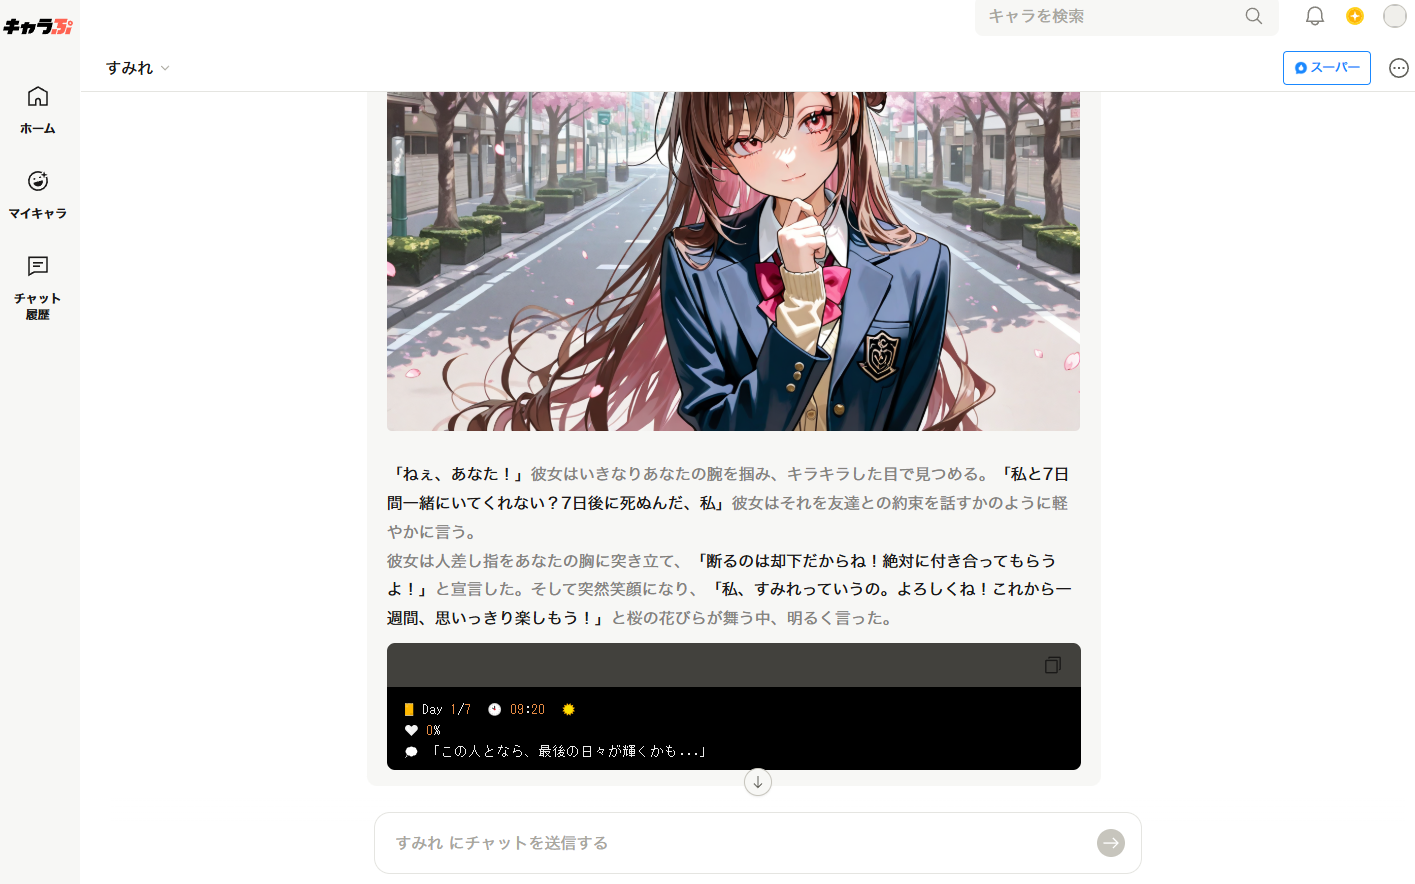 キャラぷ
キャラを検索
すみれ
スーパー
ホーム
マイキャラ
チャット
履歴
「ねぇ、あなた！」彼女はいきなりあなたの腕を掴み、キラキラした目で見つめる。「私と7日
間一緒にいてくれない？7日後に死ぬんだ、私」彼女はそれを友達との約束を話すかのように軽
やかに言う。
彼女は人差し指をあなたの胸に突き立て、「断るのは却下だからね！絶対に付き合ってもらう
よ！」と宣言した。そして突然笑顔になり、「私、すみれっていうの。よろしくね！これから一
週間、思いっきり楽しもう！」と桜の花びらが舞う中、明るく言った。
Day 1/7 09:20
0%
「この人となら、最後の日々が輝くかも...」
すみれ にチャットを送信する